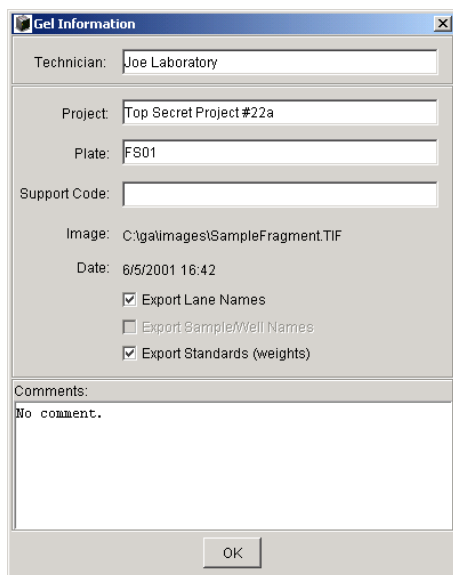 Gel Information
Technician: Joe Laboratory
Project: Top Secret Project #22a
Plate: FS01
Support Code:
Image: C:\ga\images\SampleFragment.TIF
Date: 6/5/2001 16:42
Export Lane Names
Export Sample/Well Names
Export Standards (weights)
Comments:
No comment.
OK